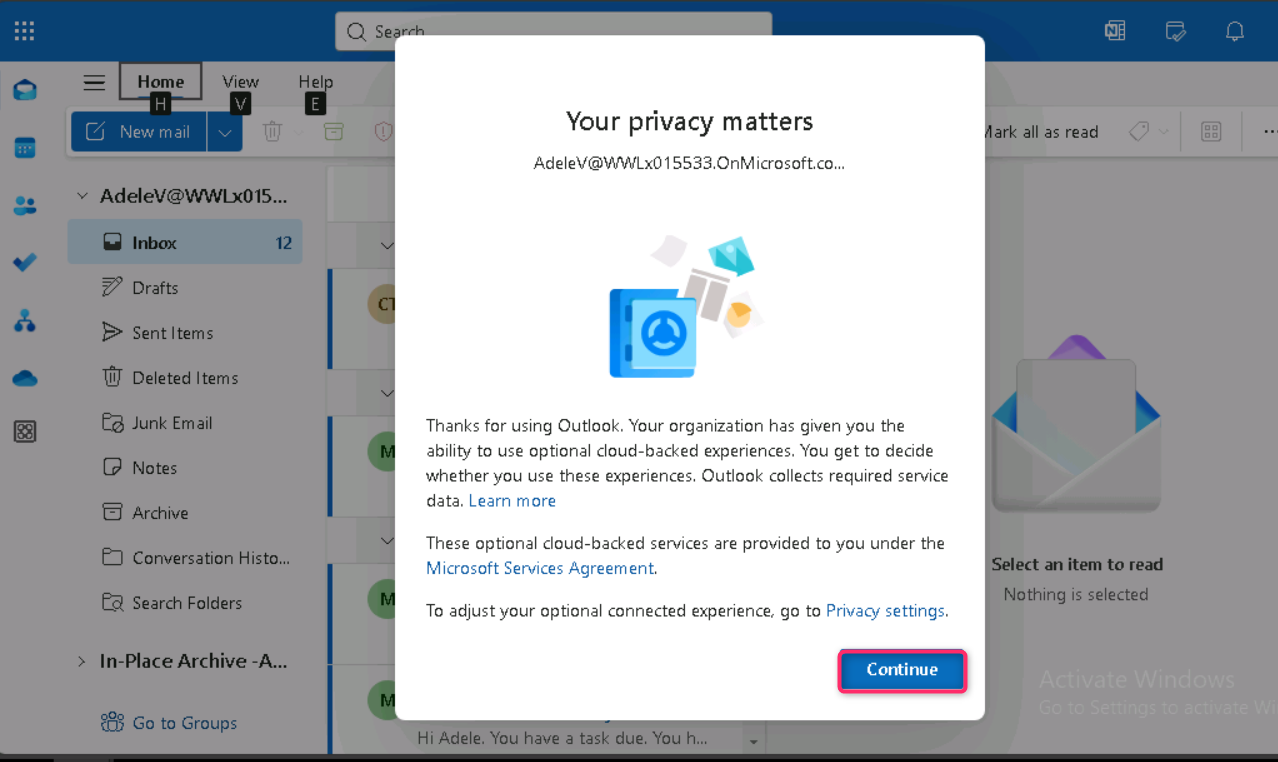 Search
Home
View
Help
H
V
E
New mail
Mark all as read
AdeleV@WWLx015...
Inbox
12
Drafts
Sent Items
Deleted Items
Junk Email
Notes
Archive
Conversation Histo...
Search Folders
In-Place Archive -A...
Go to Groups
CT
M
M
M
Hi Adele. You have a task due. You h...
Your privacy matters
AdeleV@WWLx015533.OnMicrosoft.co...
Thanks for using Outlook. Your organization has given you the
ability to use optional cloud-backed experiences. You get to decide
whether you use these experiences. Outlook collects required service
data. Learn more
These optional cloud-backed services are provided to you under the
Microsoft Services Agreement.
To adjust your optional connected experience, go to Privacy settings.
Continue
Select an item to read
Nothing is selected
Activate Windows
Go to Settings to activate Wi